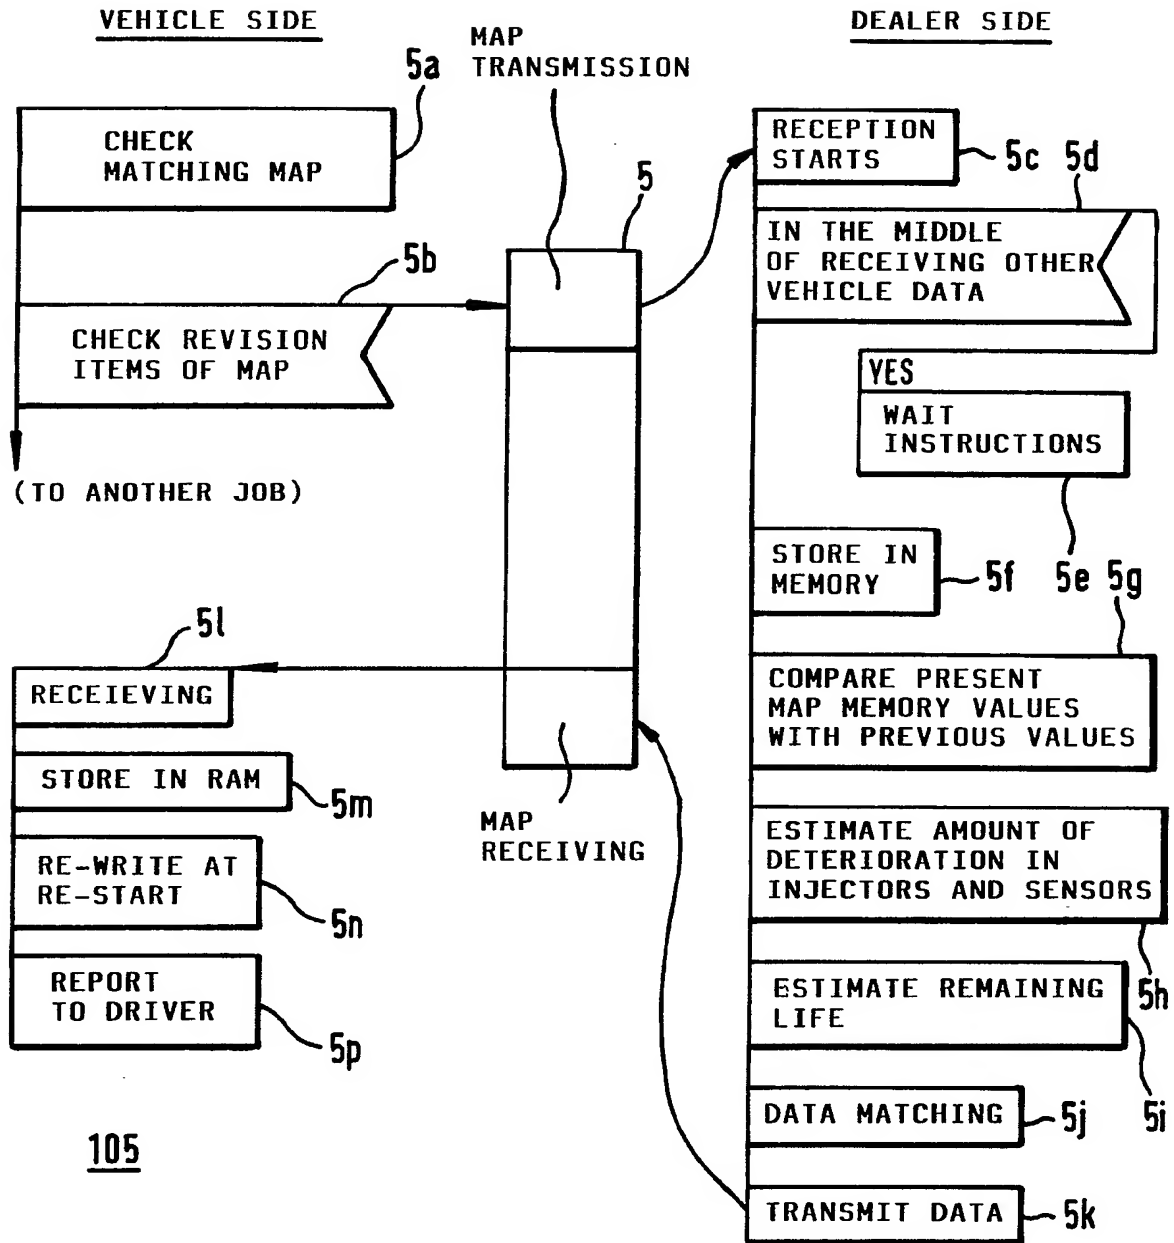 VEHICLE SIDE
5a
CHECK
MATCHING MAP
5b
CHECK REVISION
ITEMS OF MAP
(TO ANOTHER JOB)
MAP
TRANSMISSION
5
MAP
RECEIVING
DEALER SIDE
RECEPTION
STARTS
5c
5d
IN THE MIDDLE
OF RECEIVING OTHER
VEHICLE DATA
YES
WAIT
INSTRUCTIONS
5e
STORE IN
MEMORY
5f
5g
COMPARE PRESENT
MAP MEMORY VALUES
WITH PREVIOUS VALUES
ESTIMATE AMOUNT OF
DETERIORATION IN
INJECTORS AND SENSORS
5h
ESTIMATE REMAINING
LIFE
5i
DATA MATCHING
5j
TRANSMIT DATA
5k
5l
RECEIEVING
STORE IN RAM
5m
RE-WRITE AT
RE-START
5n
REPORT
TO DRIVER
5p
105